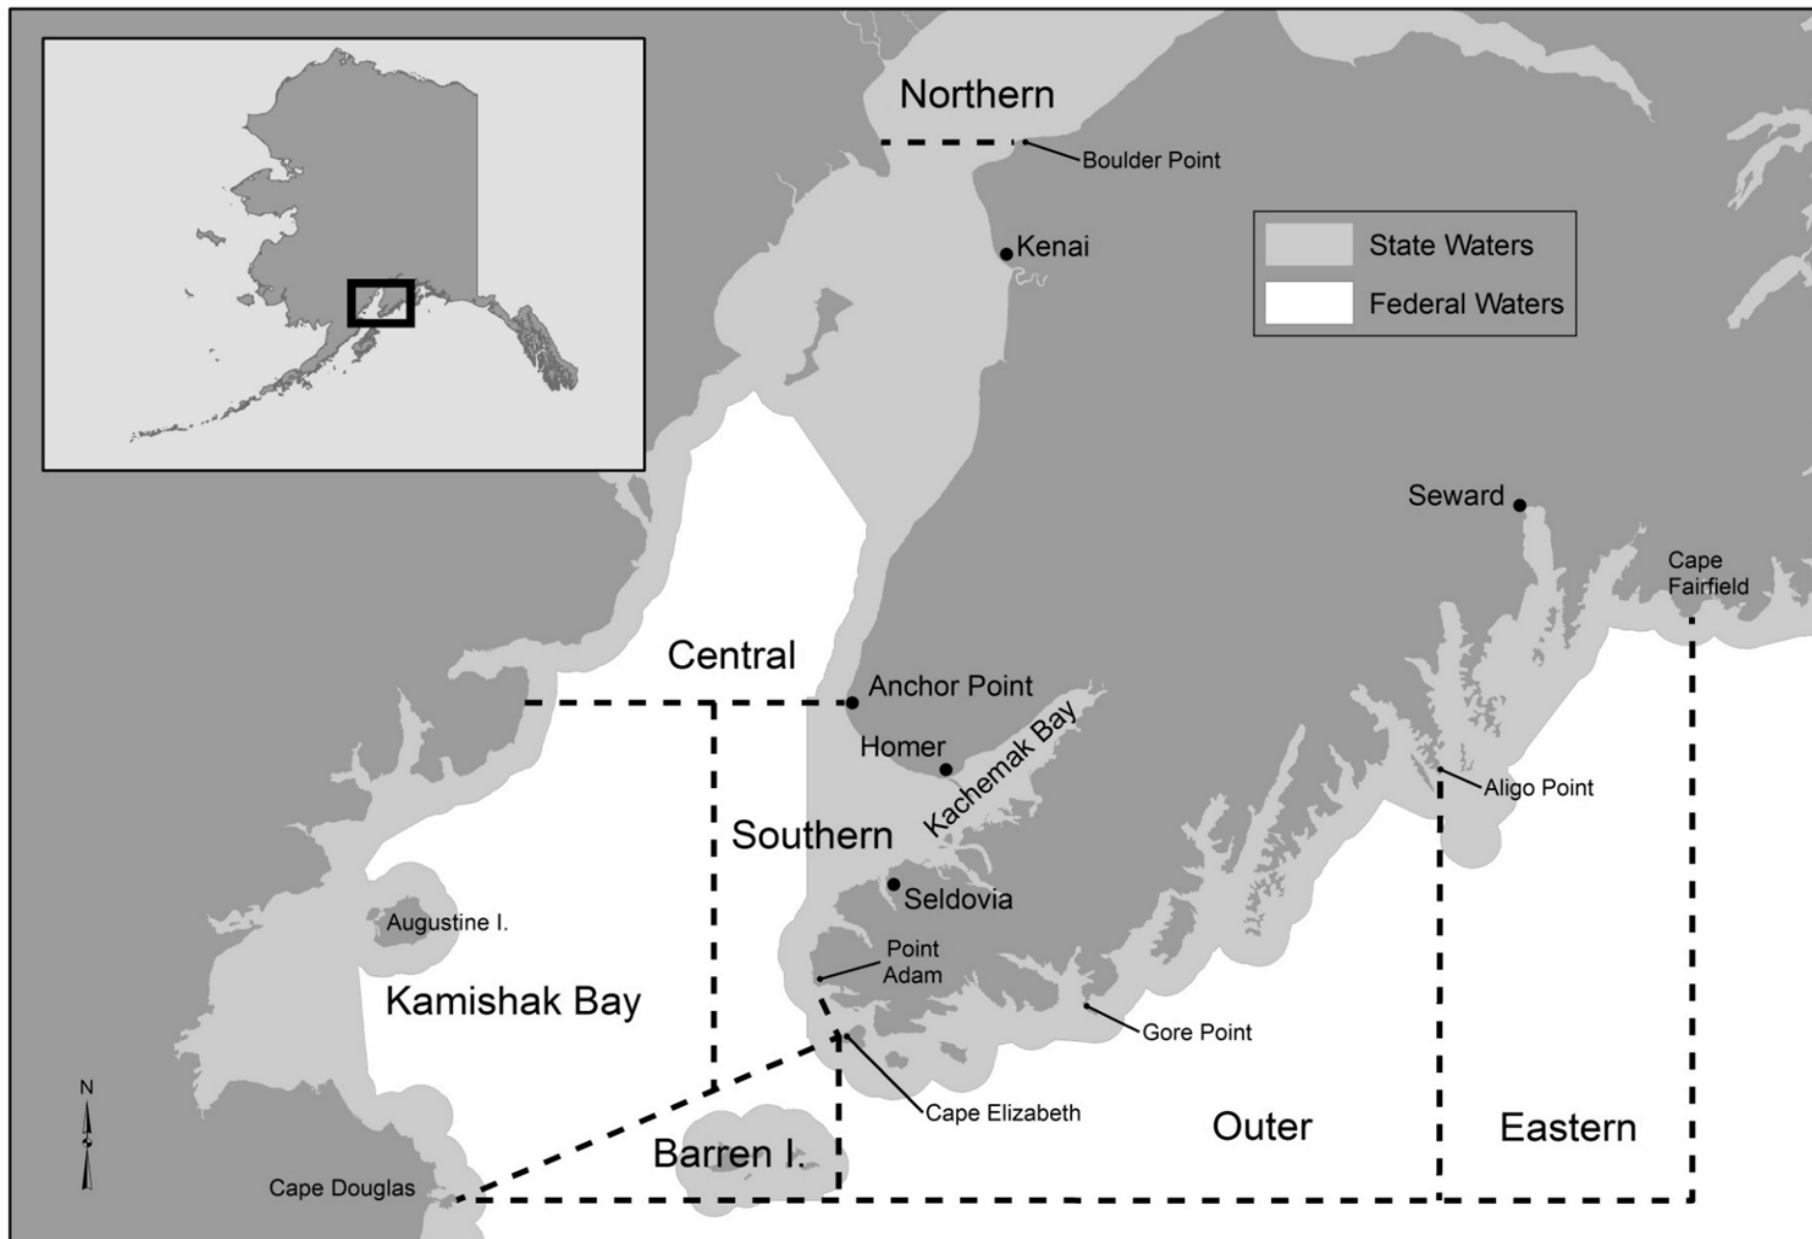 Northern
Boulder Point
Kenai
State Waters
Federal Waters
Seward
Cape
Fairfield
Central
Anchor Point
Homer
Kachemak Bay
Aligo Point
Southern
Seldovia
Augustine I.
Point
Adam
Kamishak Bay
Gore Point
N
Cape Elizabeth
Outer
Eastern
Barren I.
Cape Douglas